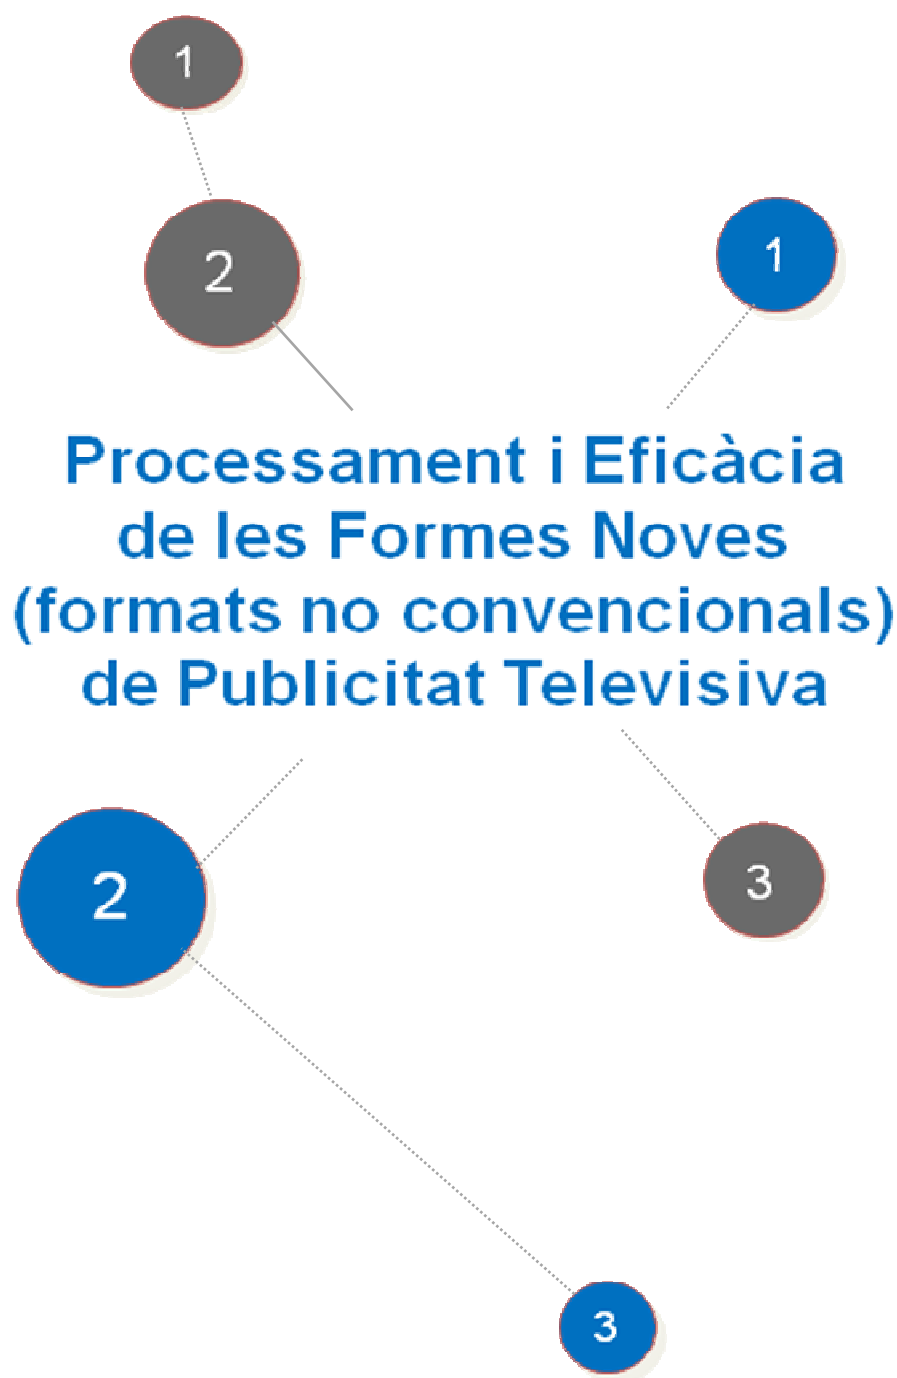 1
2
1
Processament i Eficàcia
de les Formes Noves
(formats no convencionals)
de Publicitat Televisiva
2
3
3